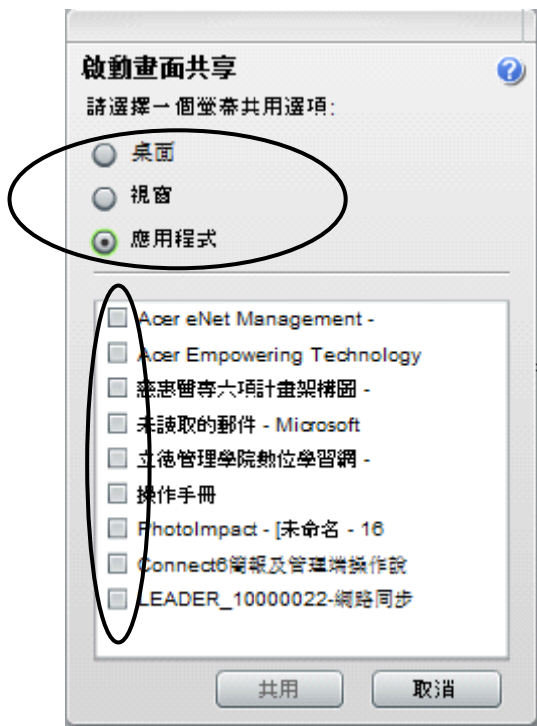 啟動畫面共享
請選擇一個螢幕共用選項:
桌面
視窗
應用程式
Acer eNet Management -
Acer Empowering Technology
慈惠醫專六項計畫架構圖 -
未讀取的郵件 - Microsoft
立德管理學院數位學習網 -
操作手冊
PhotoImpact - [未命名 - 16
Connect6簡報及管理端操作說
LEADER_10000022-網路同步
共用
取消